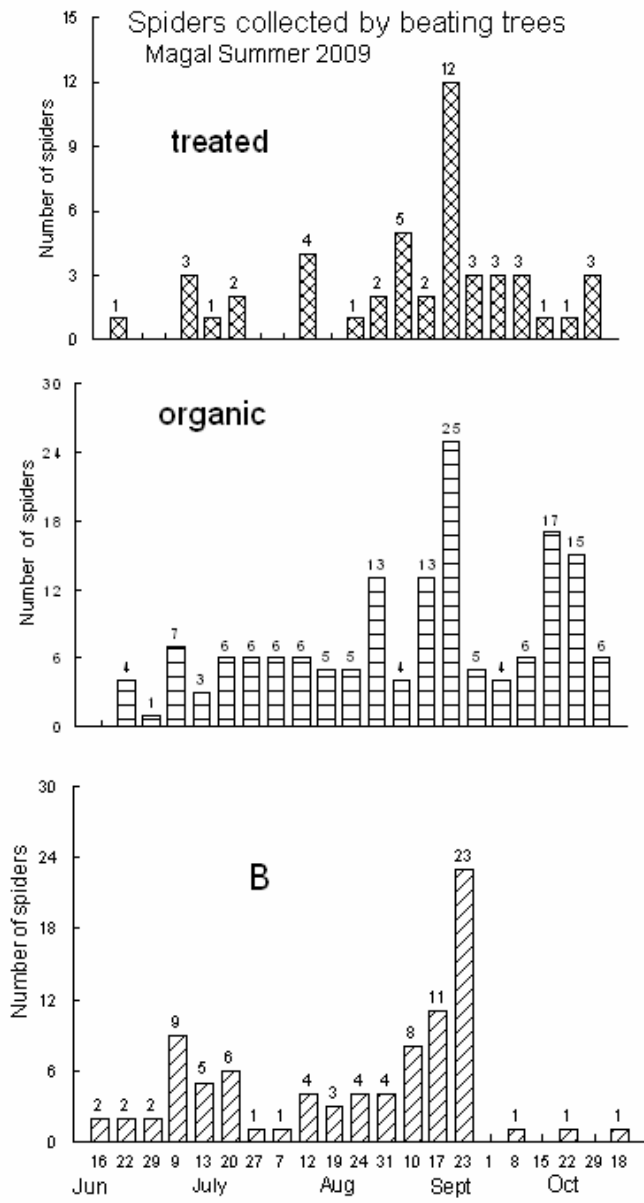 Spiders collected by beating trees
Magal Summer 2009
treated
Number of spiders
15
12
9
6
3
0
1 3 1 2 4 1 2 5 2 12 3 3 3 1 1 3
organic
Number of spiders
30
24
18
12
6
0
4 1 7 3 6 6 6 6 5 5 13 4 13 25 5 4 6 17 15 6
B
Number of spiders
30
24
18
12
6
0
2 2 2 9 5 6 1 1 4 3 4 4 8 11 23 1 1 1
16 22 29 9 13 20 27 7 12 19 24 31 10 17 23 1 8 15 22 29 18
Jun July Aug Sept Oct